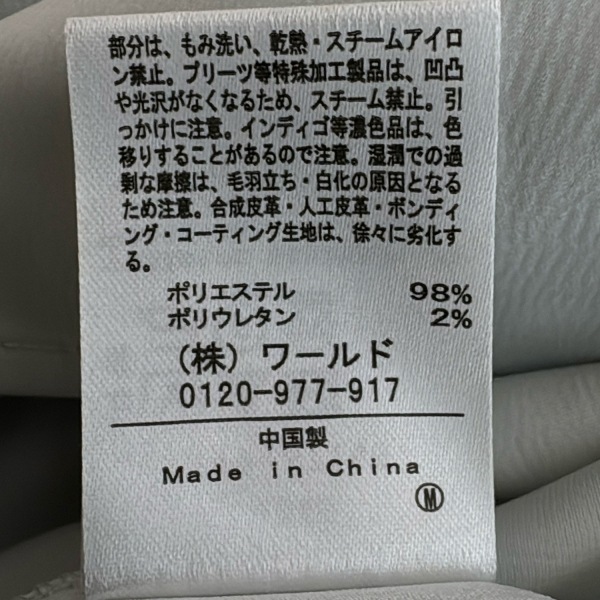 部分は、もみ洗い、乾熱・スチームアイロ
ン禁止。プリーツ等特殊加工製品は、凹凸
や光沢がなくなるため、スチーム禁止。引
っかけに注意。インディゴ等濃色品は、色
移りすることがあるので注意。湿潤での過
剰な摩擦は、毛羽立ち・白化の原因となる
ため注意。合成皮革・人工皮革・ボンディ
ング・コーティング生地は、徐々に劣化す
る。
ポリエステル 98%
ポリウレタン 2%
(株) ワールド
0120-977-917
中国製
Made in China
M